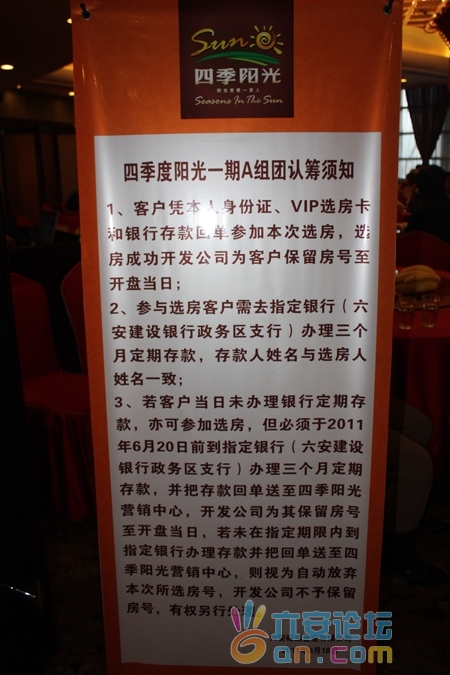 Sun
四季阳光
阳光世界一家人
Seasons In The Sun
四季度阳光一期A组团认筹须知
1、客户凭本人身份证、VIP选房卡
和银行存款回单参加本次选房，选
房成功开发公司为客户保留房号至
开盘当日；
2、参与选房客户需去指定银行（六
安建设银行政务区支行）办理三个
月定期存款，存款人姓名与选房人
姓名一致；
3、若客户当日未办理银行定期存
款，亦可参加选房，但必须于2011
年6月20日前到指定银行（六安建设
银行政务区支行）办理三个月定期
存款，并把存款回单送至四季阳光
营销中心，开发公司为其保留房号
至开盘当日，若未在指定期限内到
指定银行办理存款并把回单送至四
季阳光营销中心，则视为自动放弃
本次所选房号，开发公司不予保留
房号，有权另行
六安论坛
an.com